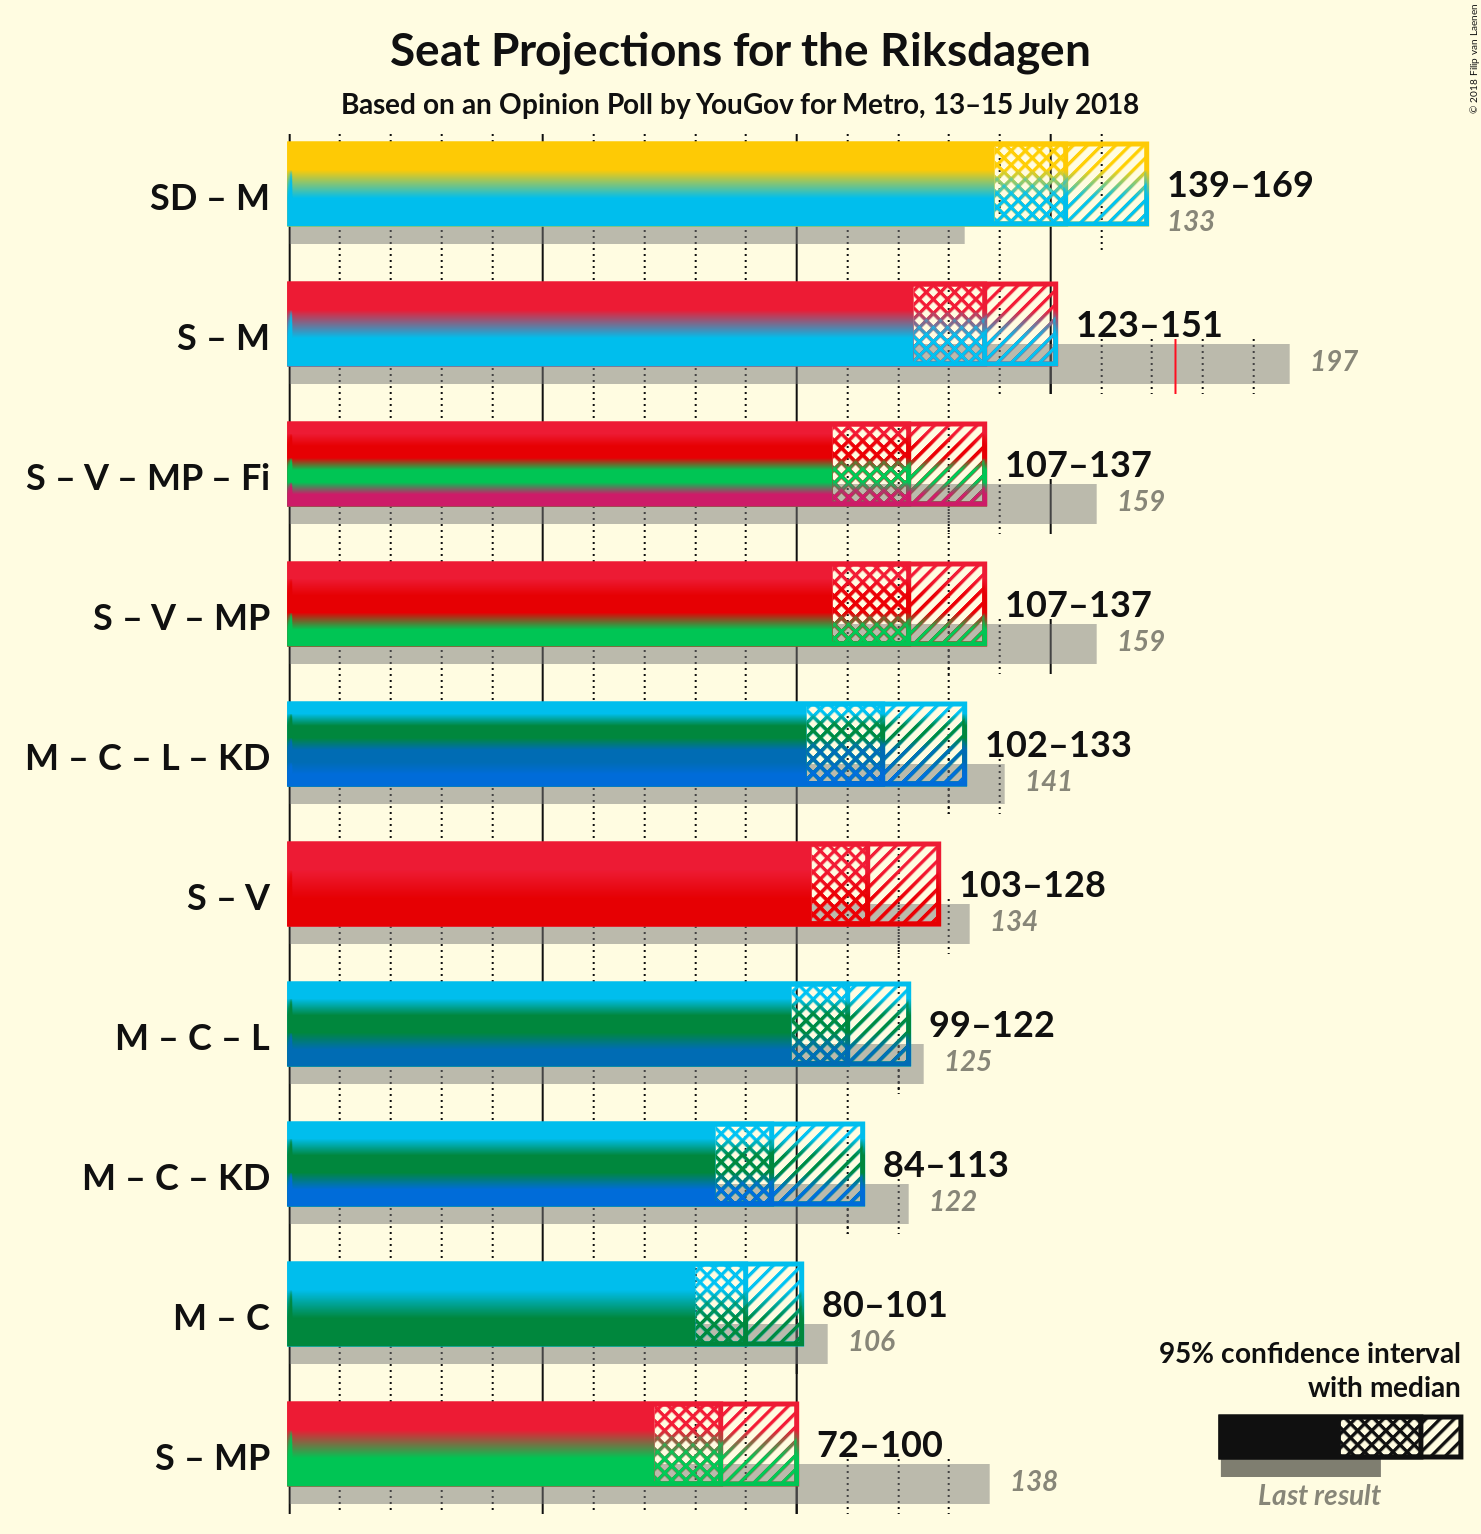 Seat Projections for the Riksdagen
Based on an Opinion Poll by YouGov for Metro, 13–15 July 2018
© 2018 Filip van Laenen
SD – M
139–169
133
S – M
123–151
197
S – V – MP – Fi
107–137
159
S – V – MP
107–137
159
M – C – L – KD
102–133
141
S – V
103–128
134
M – C – L
99–122
125
M – C – KD
84–113
122
M – C
80–101
106
S – MP
72–100
138
95% confidence interval
with median
Last result